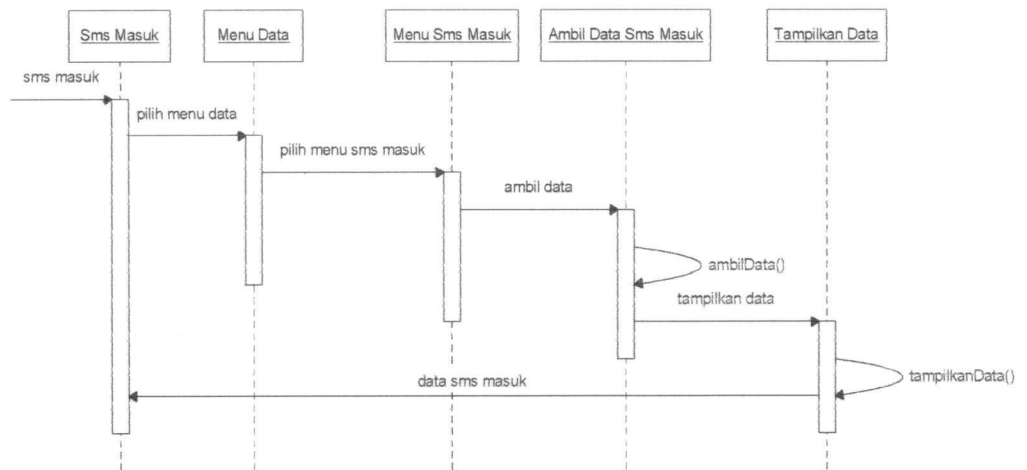 Sms Masuk
Menu Data
Menu Sms Masuk
Ambil Data Sms Masuk
Tampilkan Data
sms masuk
pilih menu data
pilih menu sms masuk
ambil data
ambilData()
tampilkan data
tampilkanData()
data sms masuk